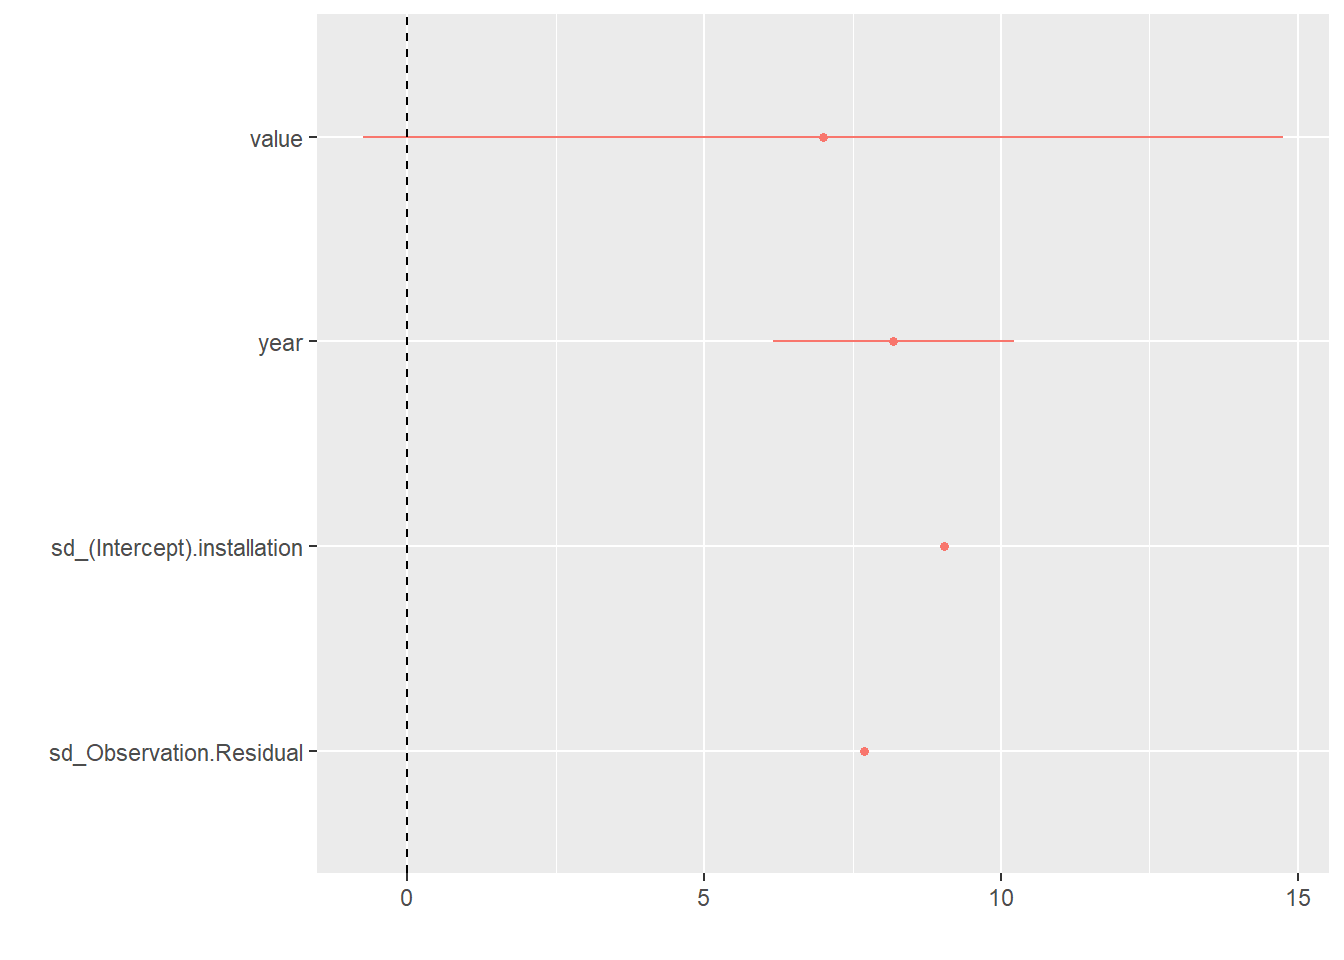 value
year
sd_(Intercept).installation
sd_Observation.Residual
0 5 10 15